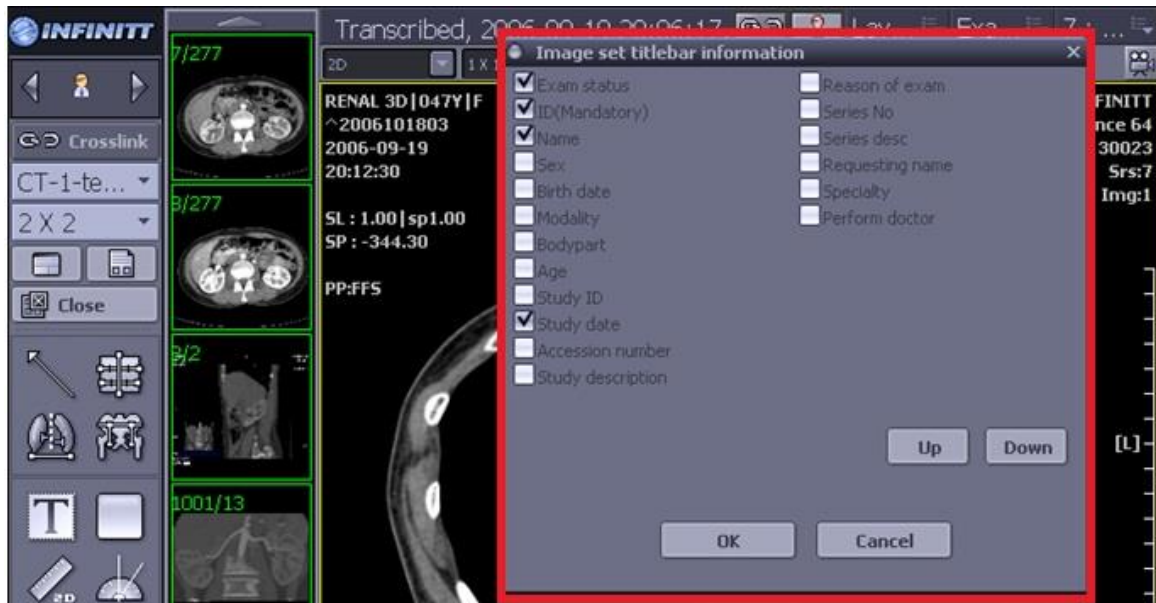 INFINITT
Crosslink
CT-1-te...
2 X 2
Close
T
2D
7/277
8/277
9/2
1001/13
Transcribed,
2D
1 X 1
RENAL 3D|047Y|F
^2006101803
2006-09-19
20:12:30
SL : 1.00|sp1.00
SP : -344.30
PP:FFS
Image set titlebar information
Exam status
ID(Mandatory)
Name
Sex
Birth date
Modality
Bodypart
Age
Study ID
Study date
Accession number
Study description
Reason of exam
Series No
Series desc
Requesting name
Specialty
Perform doctor
Up
Down
OK
Cancel
FINITT
nce 64
30023
Srs:7
Img:1
[L]